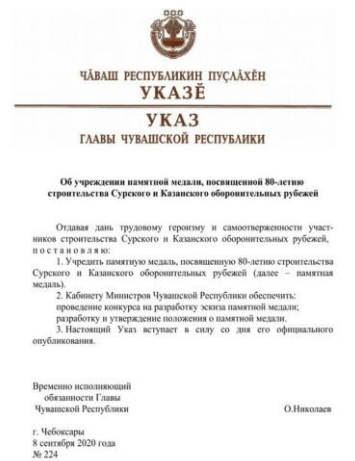 ЧӐВАШ РЕСПУБЛИКИН ПУҪЛӐХӖН
УКАЗӖ
УКАЗ
ГЛАВЫ ЧУВАШСКОЙ РЕСПУБЛИКИ
Об учреждении памятной медали, посвященной 80-летию
строительства Сурского и Казанского оборонительных рубежей
Отдавая дань трудовому героизму и самоотверженности участ-
ников строительства Сурского и Казанского оборонительных рубежей,
п о с т а н о в л я ю:
1. Учредить памятную медаль, посвященную 80-летию строительства
Сурского и Казанского оборонительных рубежей (далее – памятная
медаль).
2. Кабинету Министров Чувашской Республики обеспечить:
проведение конкурса на разработку эскиза памятной медали;
разработку и утверждение положения о памятной медали.
3. Настоящий Указ вступает в силу со дня его официального
опубликования.
Временно исполняющий
обязанности Главы
Чувашской Республики О.Николаев
г. Чебоксары
8 сентября 2020 года
№ 224